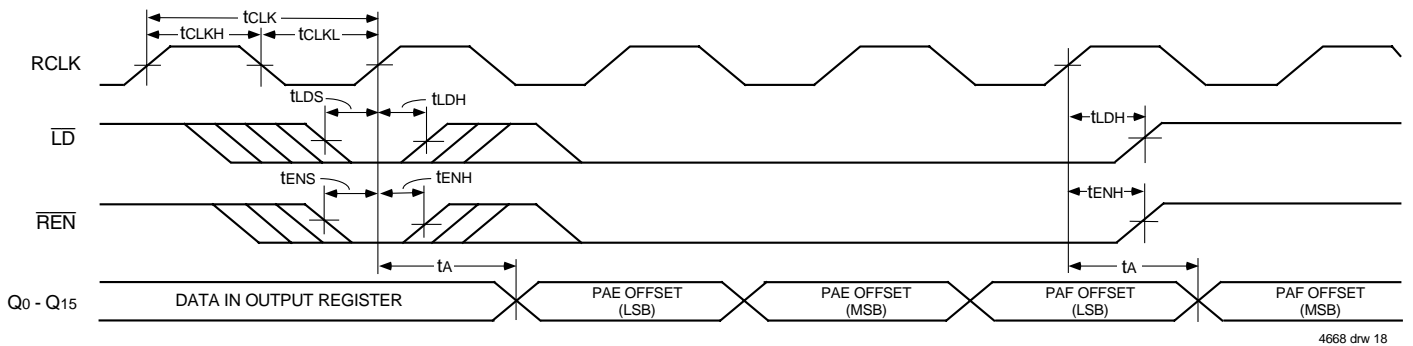 tCLK
tCLKH
tCLKL
RCLK
tLDS
tLDH
tLDH
LD
tENS
tENH
tENH
REN
tA
tA
Q0 - Q15
DATA IN OUTPUT REGISTER
PAE OFFSET
(LSB)
PAE OFFSET
(MSB)
PAF OFFSET
(LSB)
PAF OFFSET
(MSB)
4668 drw 18